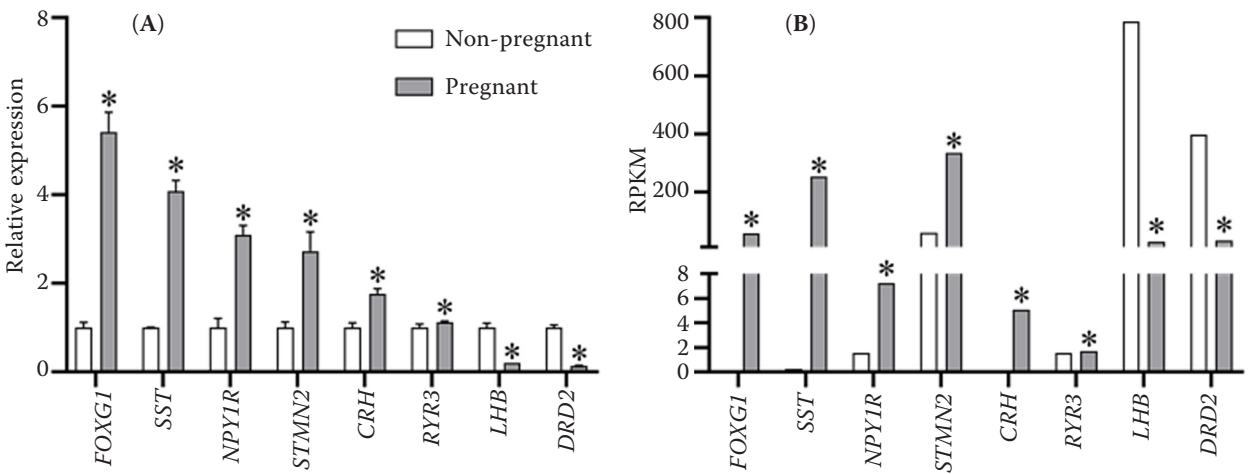 (A)
Non-pregnant
Pregnant
Relative expression
8
6
4
2
0
*
*
*
*
*
*
*
*
FOXG1
SST
NPY1R
STMN2
CRH
RYR3
LHB
DRD2
(B)
RPKM
800
600
400
200
8
6
4
2
0
*
*
*
*
*
*
*
*
FOXG1
SST
NPY1R
STMN2
CRH
RYR3
LHB
DRD2